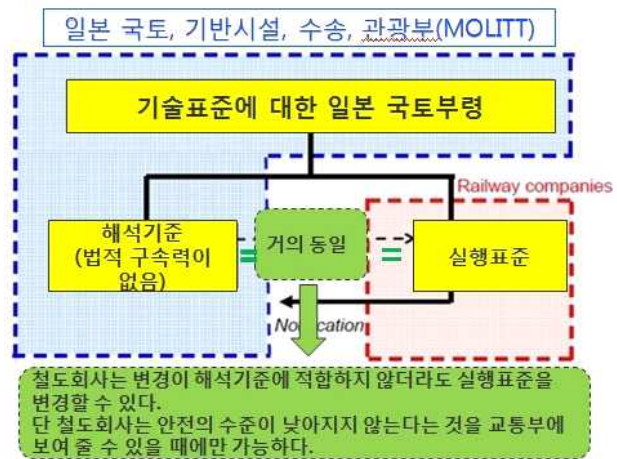 일본 국토, 기반시설, 수송, 관광부(MOLITT)
기술표준에 대한 일본 국토부령
Railway companies
해석기준
(법적 구속력이
없음)
=
거의 동일
=
실행표준
철도회사는 변경이 해석기준에 적합하지 않더라도 실행표준을
변경할 수 있다.
단 철도회사는 안전의 수준이 낮아지지 않는다는 것을 교통부에
보여 줄 수 있을 때에만 가능하다.